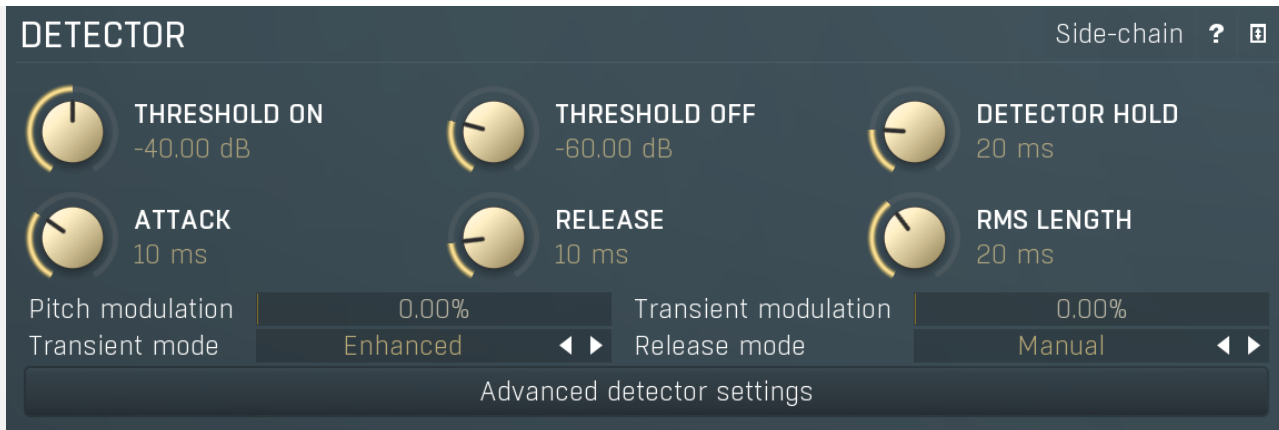 DETECTOR Side-chain ?
THRESHOLD ON THRESHOLD OFF DETECTOR HOLD
-40.00 dB -60.00 dB 20 ms
ATTACK RELEASE RMS LENGTH
10 ms 10 ms 20 ms
Pitch modulation 0.00% Transient modulation 0.00%
Transient mode Enhanced Release mode Manual
Advanced detector settings